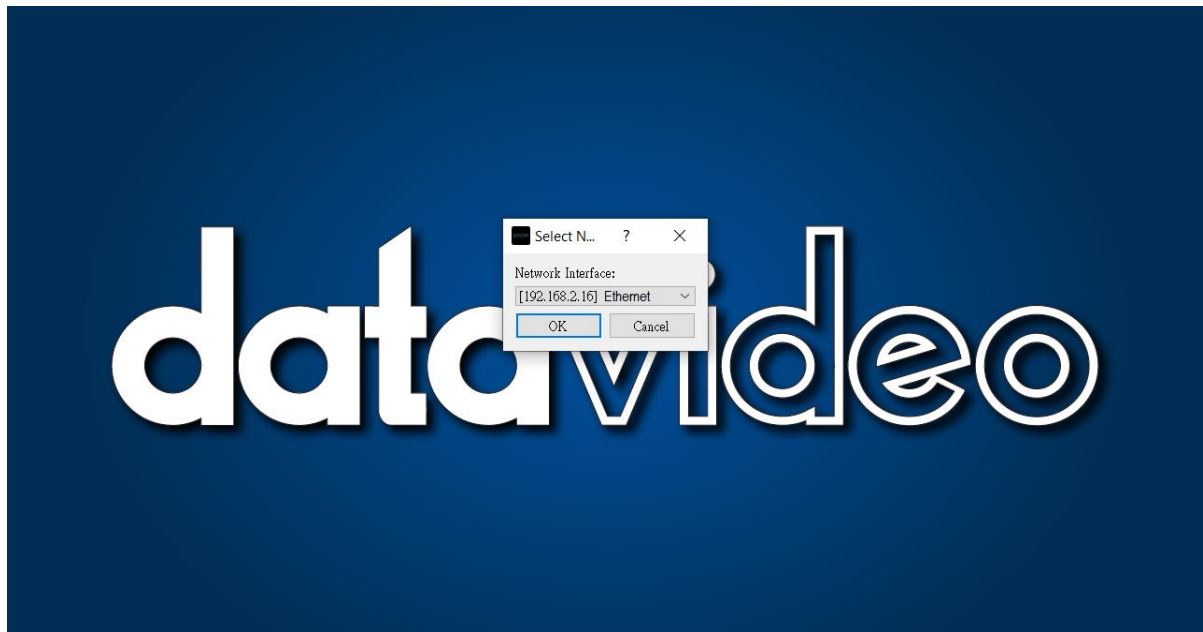 Select N...
Network Interface:
[192.168.2.16] Ethernet
OK Cancel
datavideo